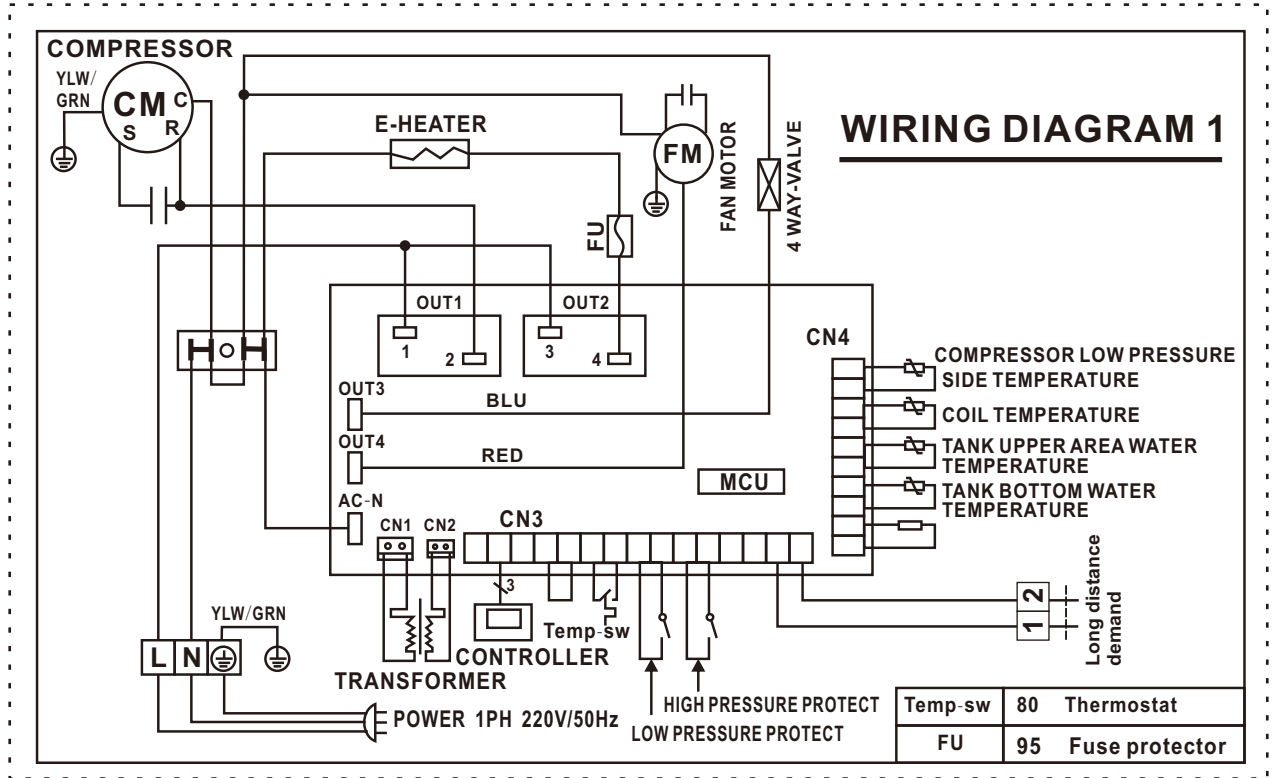 COMPRESSOR
YLW/
GRN
CM
C
S
R
E-HEATER
FM
FAN MOTOR
4 WAY-VALVE
WIRING DIAGRAM 1
FU
OUT1
OUT2
1
2
3
4
CN4
COMPRESSOR LOW PRESSURE
SIDE TEMPERATURE
OUT3
BLU
COIL TEMPERATURE
OUT4
RED
TANK UPPER AREA WATER
TEMPERATURE
MCU
TANK BOTTOM WATER
TEMPERATURE
AC-N
CN1
CN2
CN3
3
Temp-sw
CONTROLLER
TRANSFORMER
YLW/GRN
L
N
POWER 1PH 220V/50Hz
HIGH PRESSURE PROTECT
LOW PRESSURE PROTECT
2
1
Long distance
demand
Temp-sw 80 Thermostat
FU 95 Fuse protector